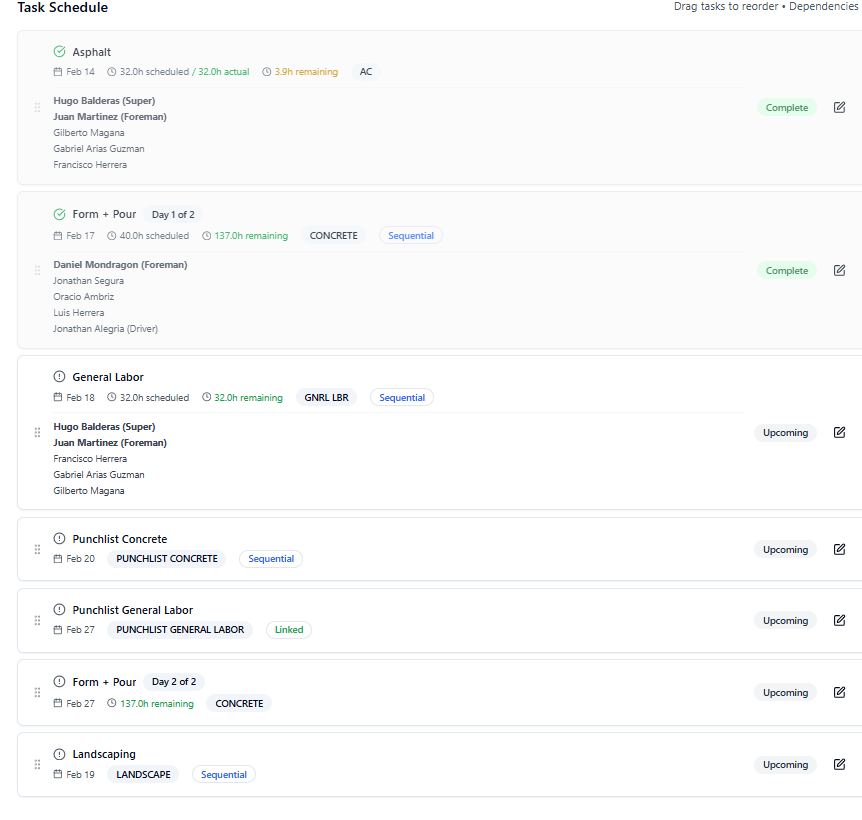 Task Schedule
Drag tasks to reorder • Dependencies
Asphalt
Feb 14 32.0h scheduled / 32.0h actual 3.9h remaining AC
Hugo Balderas (Super)
Juan Martinez (Foreman)
Gilberto Magana
Gabriel Arias Guzman
Francisco Herrera
Complete
Form + Pour Day 1 of 2
Feb 17 40.0h scheduled 137.0h remaining CONCRETE Sequential
Daniel Mondragon (Foreman)
Jonathan Segura
Oracio Ambriz
Luis Herrera
Jonathan Alegria (Driver)
Complete
General Labor
Feb 18 32.0h scheduled 32.0h remaining GNRL LBR Sequential
Hugo Balderas (Super)
Juan Martinez (Foreman)
Francisco Herrera
Gabriel Arias Guzman
Gilberto Magana
Upcoming
Punchlist Concrete
Feb 20 PUNCHLIST CONCRETE Sequential
Upcoming
Punchlist General Labor
Feb 27 PUNCHLIST GENERAL LABOR Linked
Upcoming
Form + Pour Day 2 of 2
Feb 27 137.0h remaining CONCRETE
Upcoming
Landscaping
Feb 19 LANDSCAPE Sequential
Upcoming